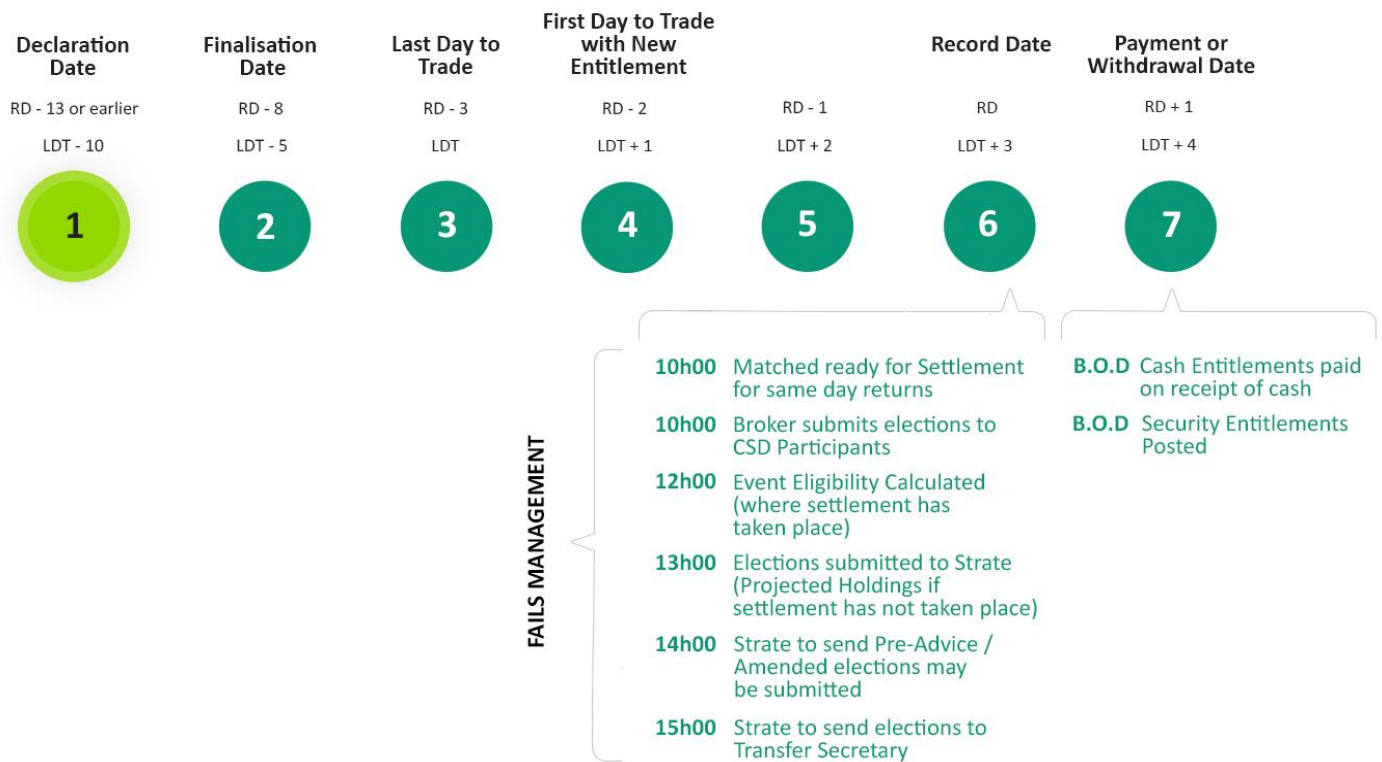 Declaration
Date
RD - 13 or earlier
LDT - 10
1
Finalisation
Date
RD - 8
LDT - 5
2
Last Day to
Trade
RD - 3
LDT
3
First Day to Trade
with New
Entitlement
RD - 2
LDT + 1
4
RD - 1
LDT + 2
5
Record Date
RD
LDT + 3
6
Payment or
Withdrawal Date
RD + 1
LDT + 4
7
FAILS MANAGEMENT
10h00 Matched ready for Settlement
for same day returns
10h00 Broker submits elections to
CSD Participants
12h00 Event Eligibility Calculated
(where settlement has
taken place)
13h00 Elections submitted to Strate
(Projected Holdings if
settlement has not taken place)
14h00 Strate to send Pre-Advice /
Amended elections may
be submitted
15h00 Strate to send elections to
Transfer Secretary
B.O.D Cash Entitlements paid
on receipt of cash
B.O.D Security Entitlements
Posted